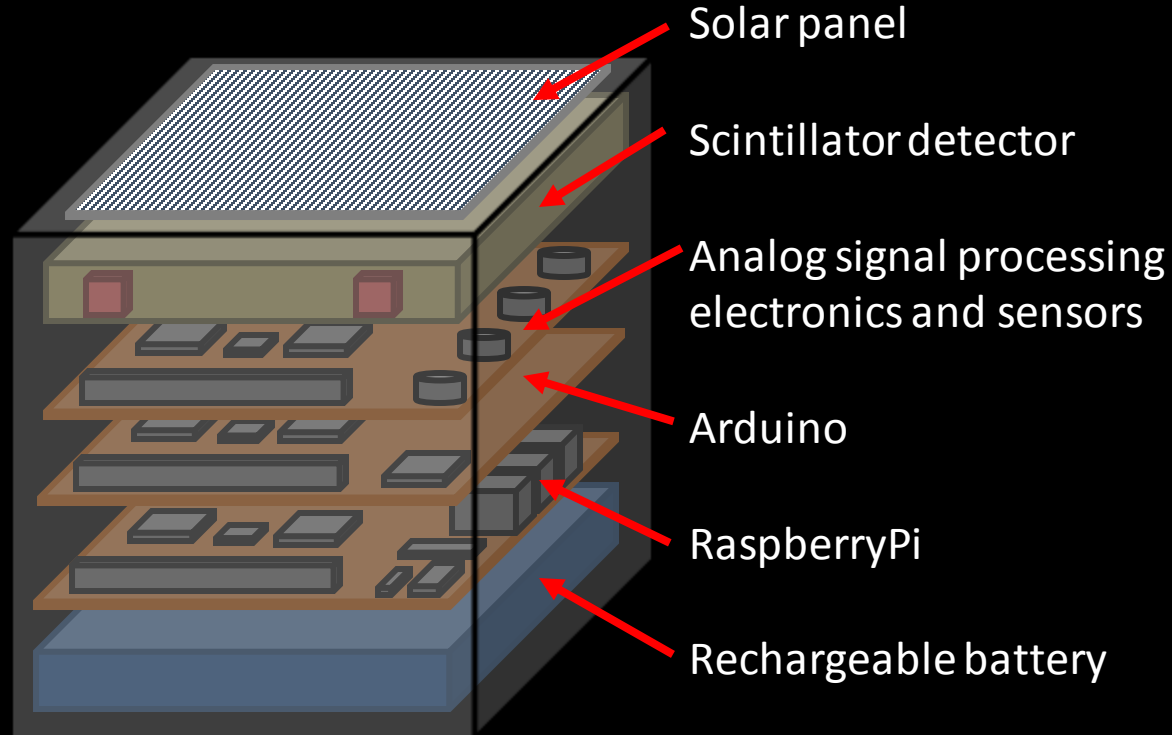 Solar panel
Scintillator detector
Analog signal processing
electronics and sensors
Arduino
RaspberryPi
Rechargeable battery